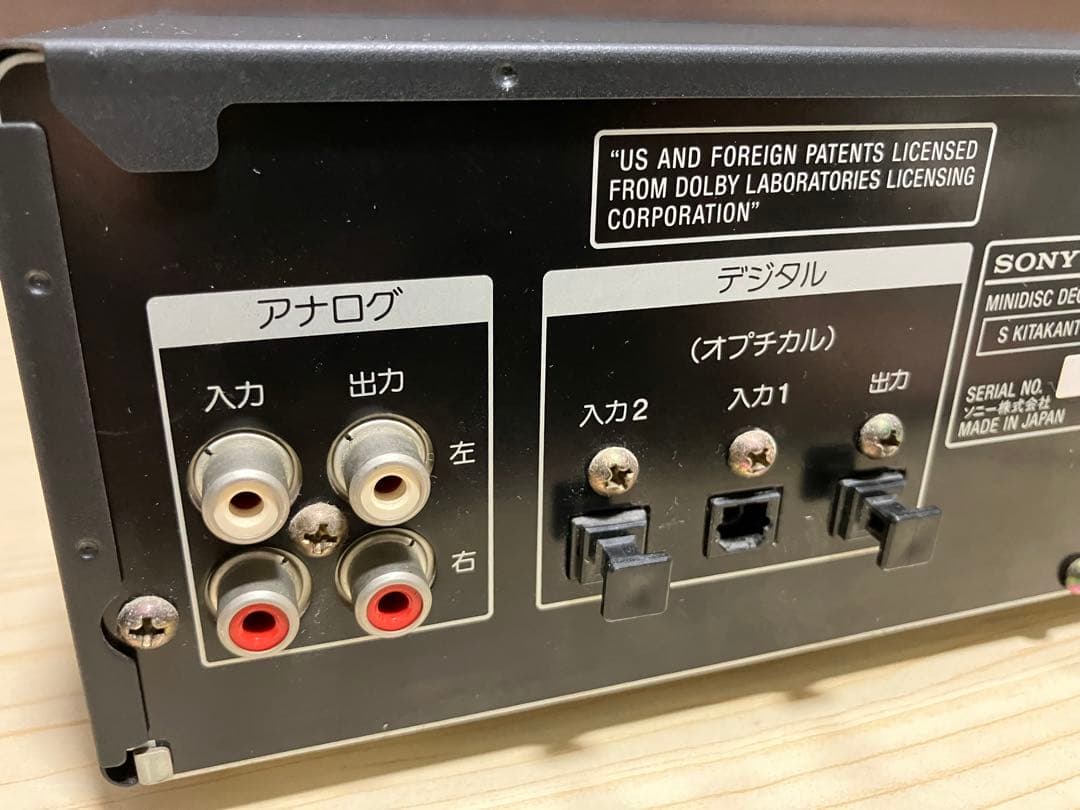 "US AND FOREIGN PATENTS LICENSED
FROM DOLBY LABORATORIES LICENSING
CORPORATION"
アナログ
入力 出力
左
右
デジタル
(オプチカル)
入力2 入力1 出力
SONY
MINIDISC
SERIAL NO.
ソニー株式会社
MADE IN JAPAN